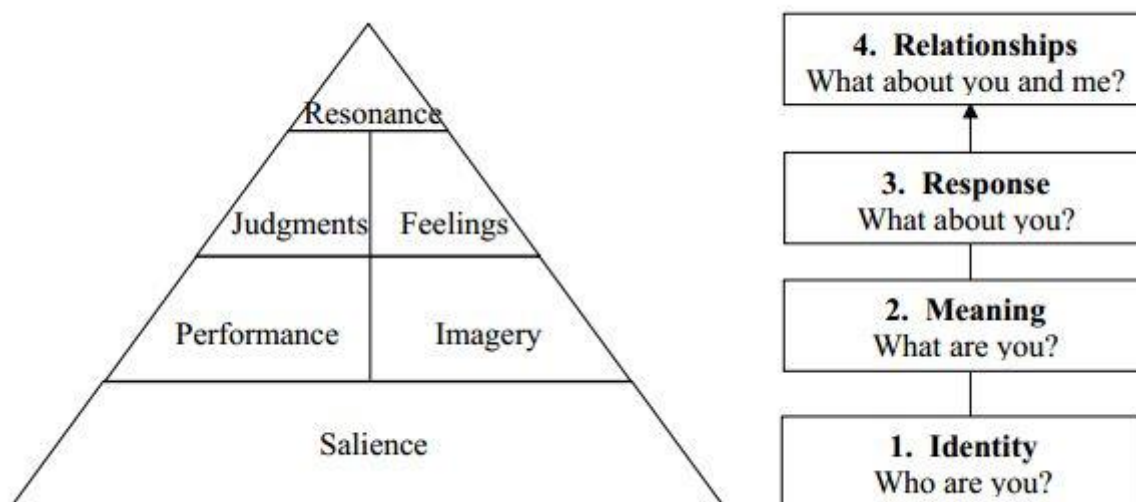 Resonance
Judgments
Feelings
Performance
Imagery
Salience
4. Relationships
What about you and me?
3. Response
What about you?
2. Meaning
What are you?
1. Identity
Who are you?